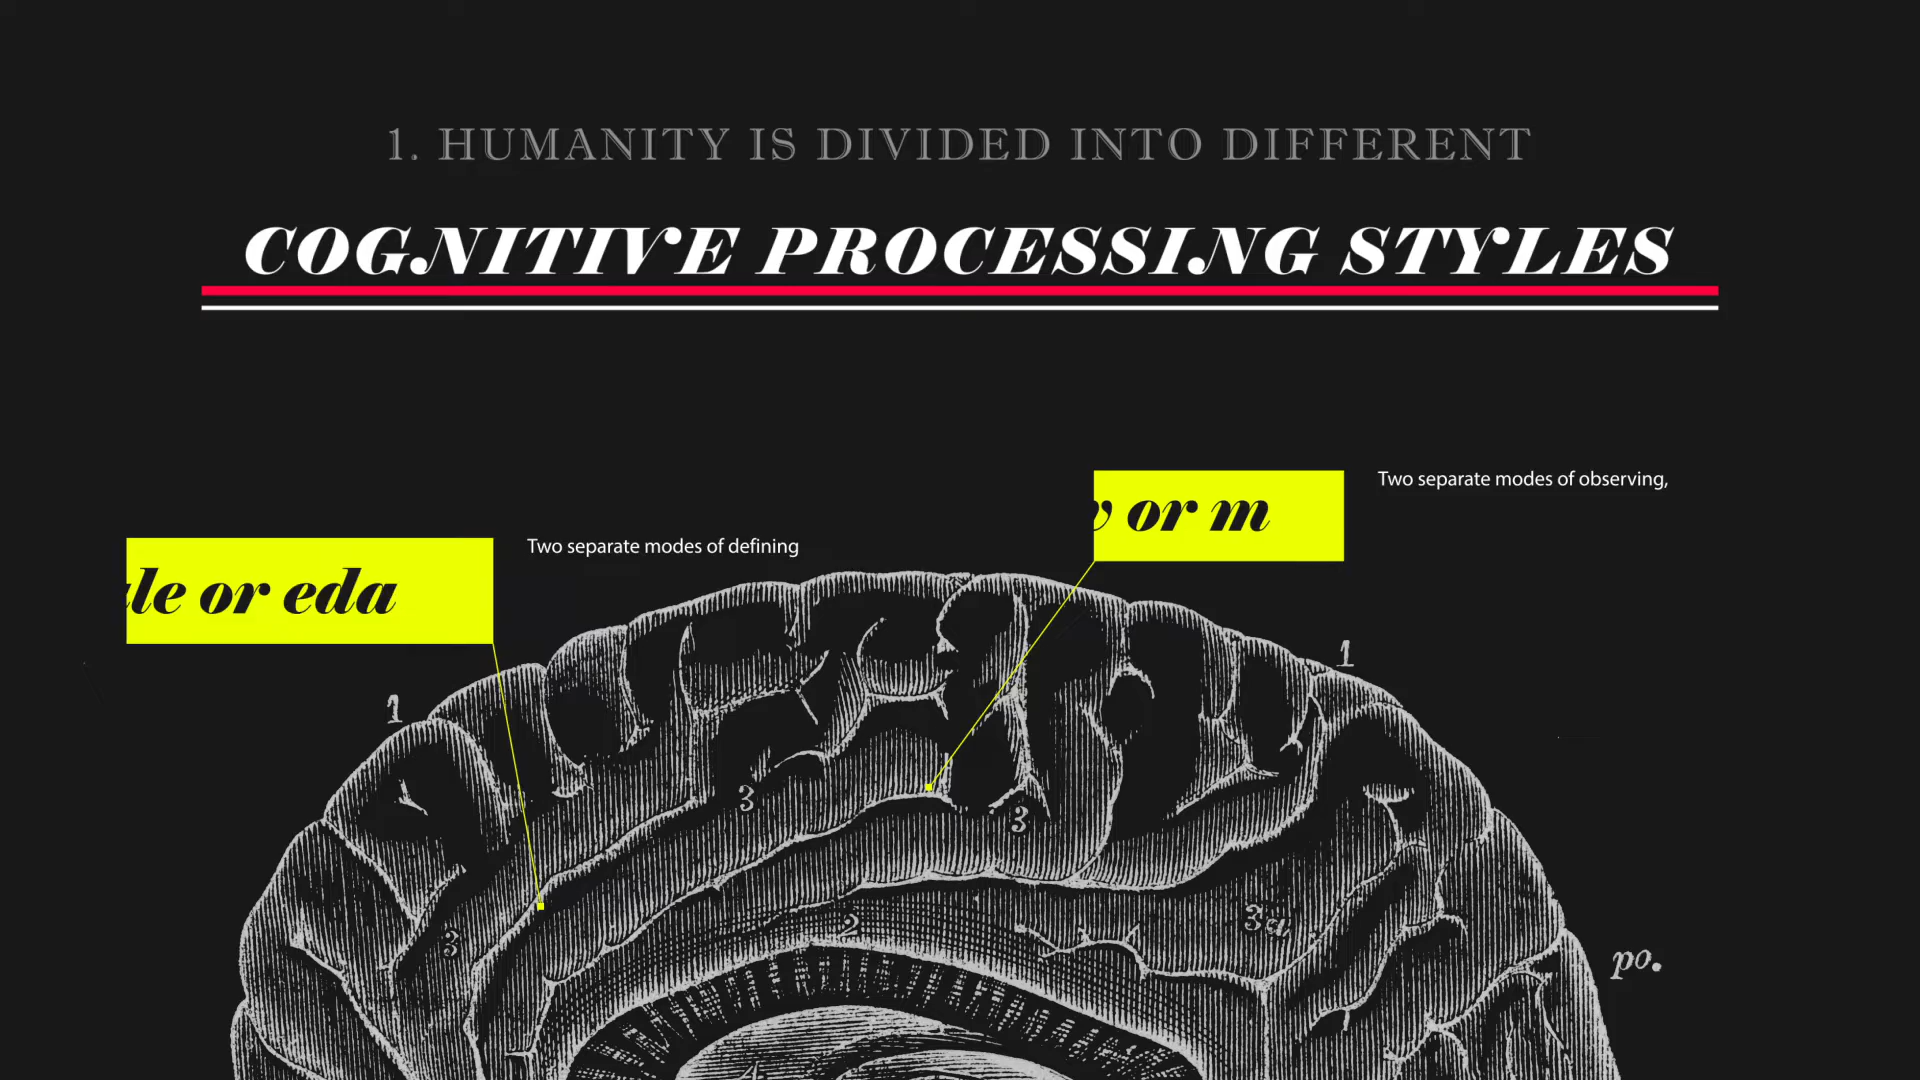 1. HUMANITY IS DIVIDED INTO DIFFERENT
COGNITIVE PROCESSING STYLES
Two separate modes of observing,
or m
Two separate modes of defining
le or eda
1
1
3
3
2
3a
3
po.